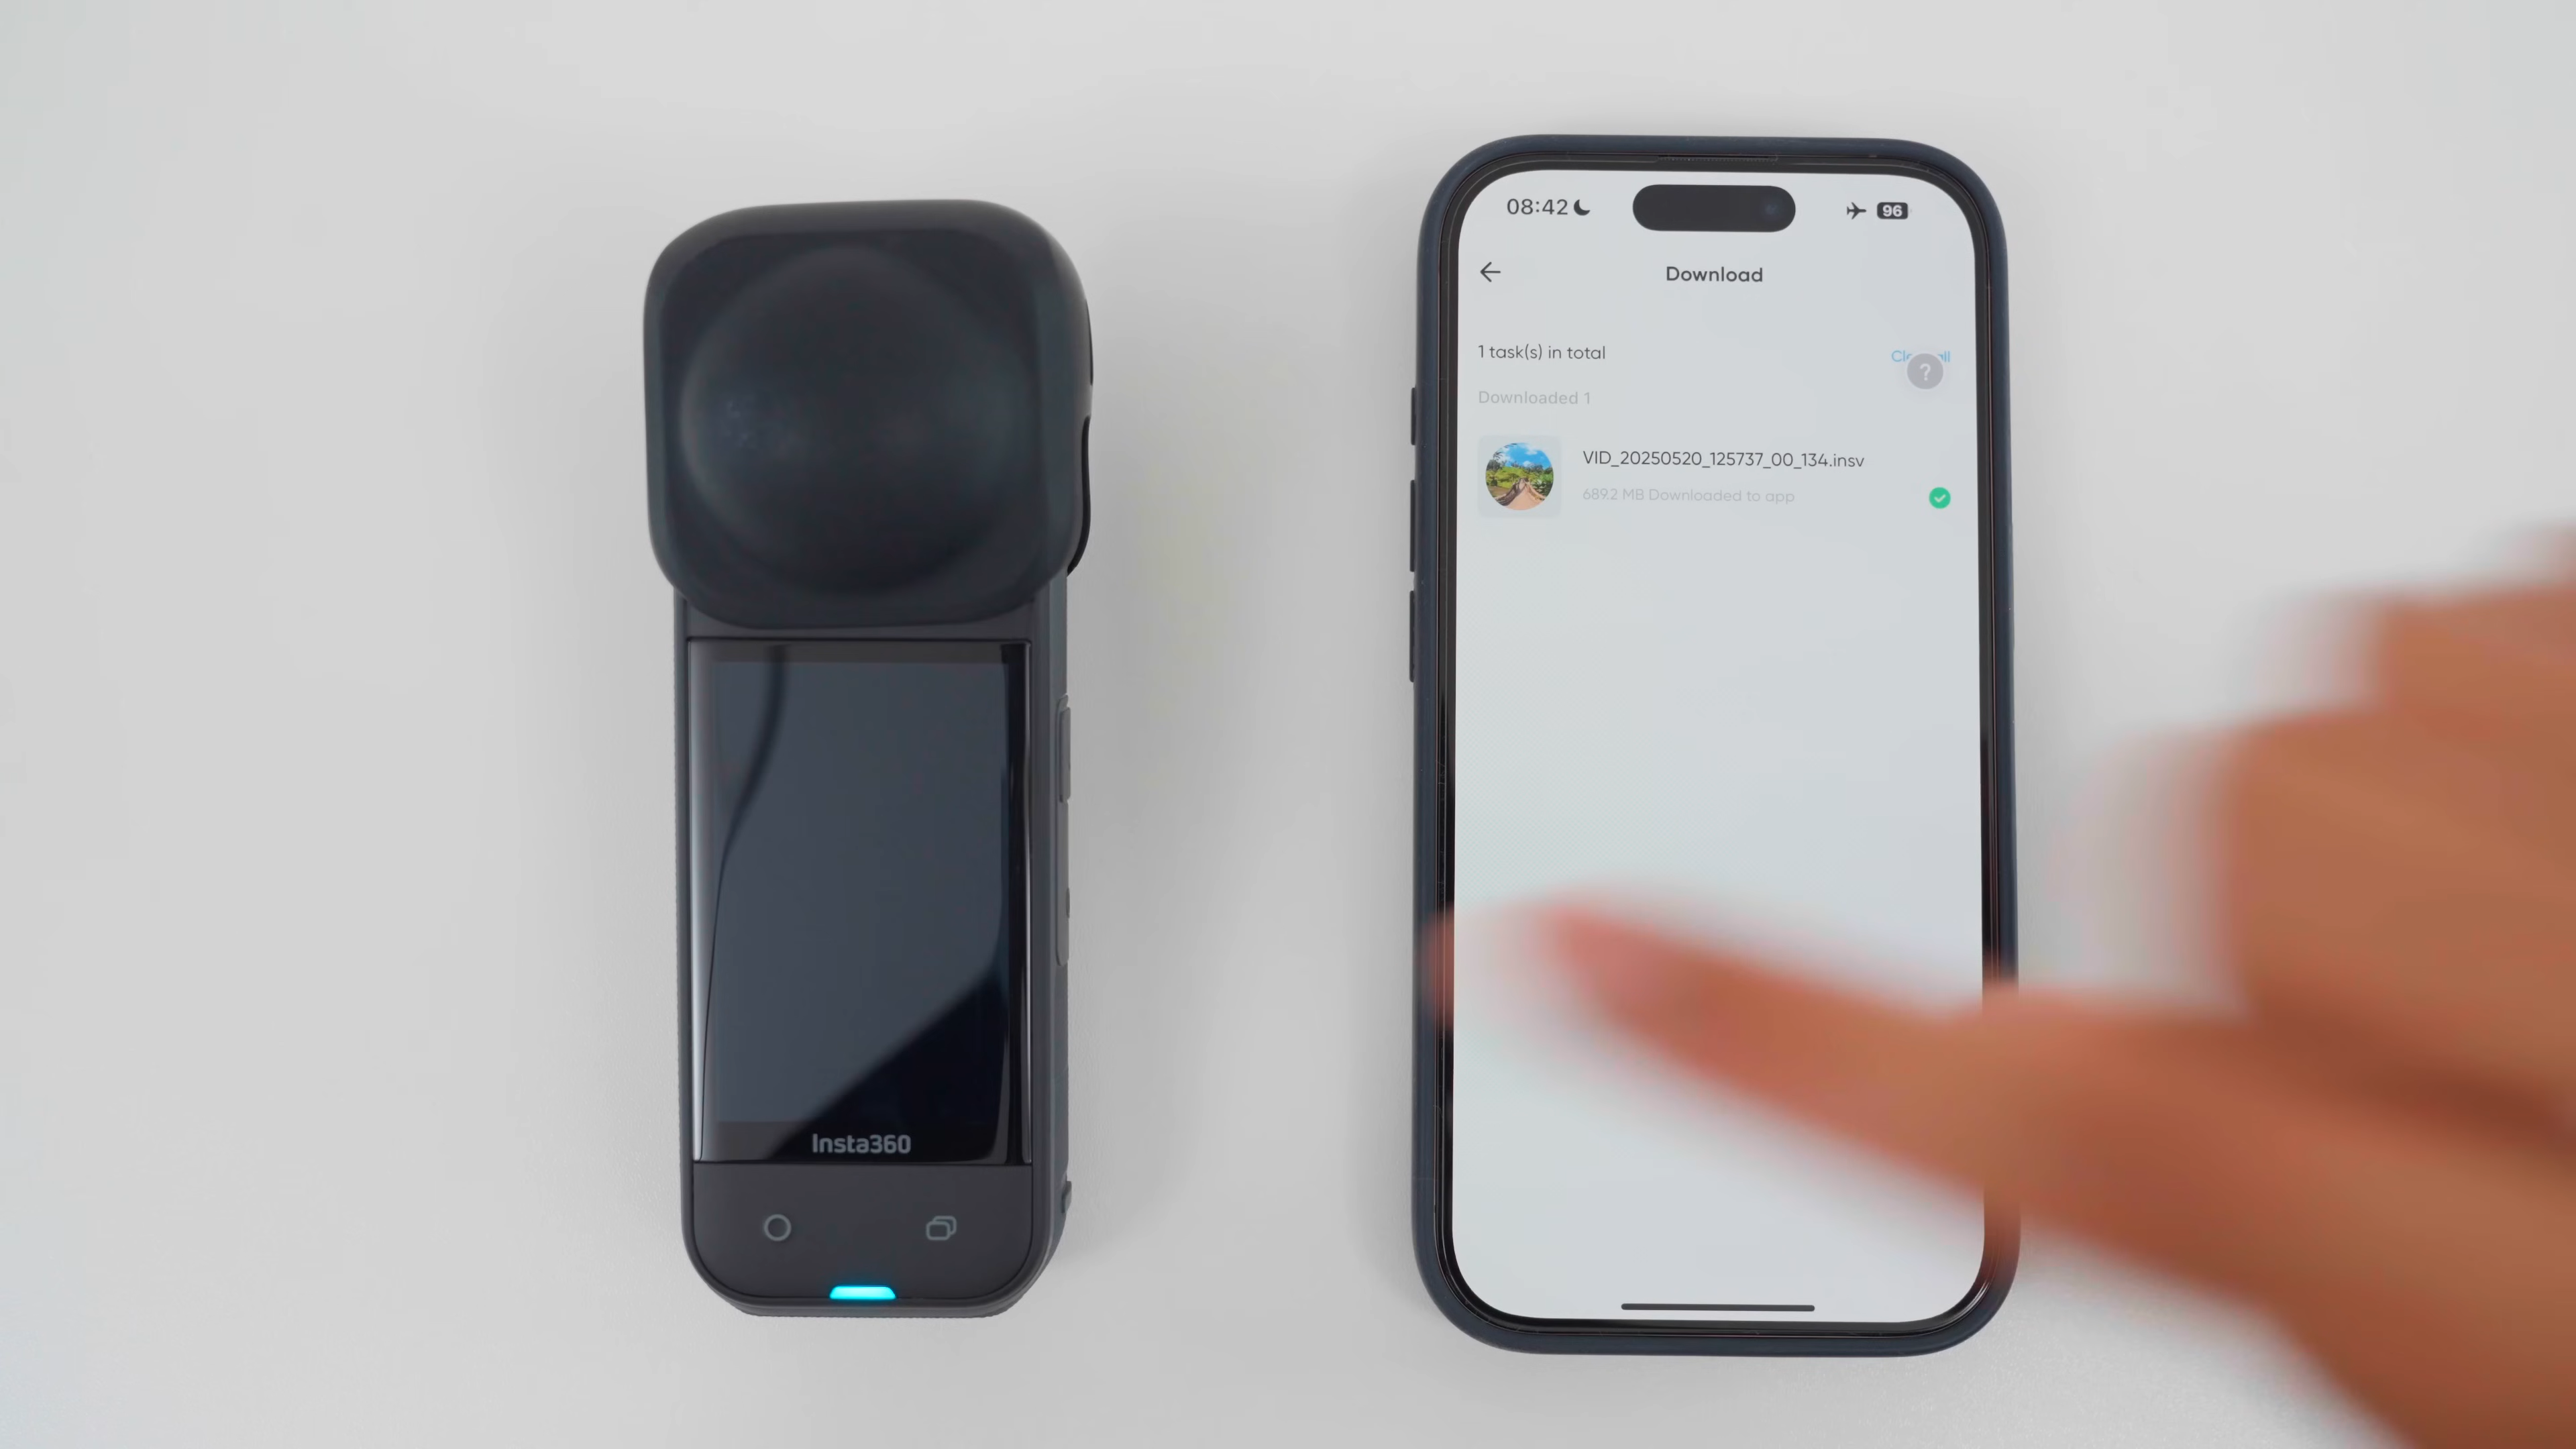 08:42
96
Download
1 task(s) in total
?
Downloaded 1
VID_20250520_125737_00_134.insv
689.2 MB Downloaded to app
Insta360